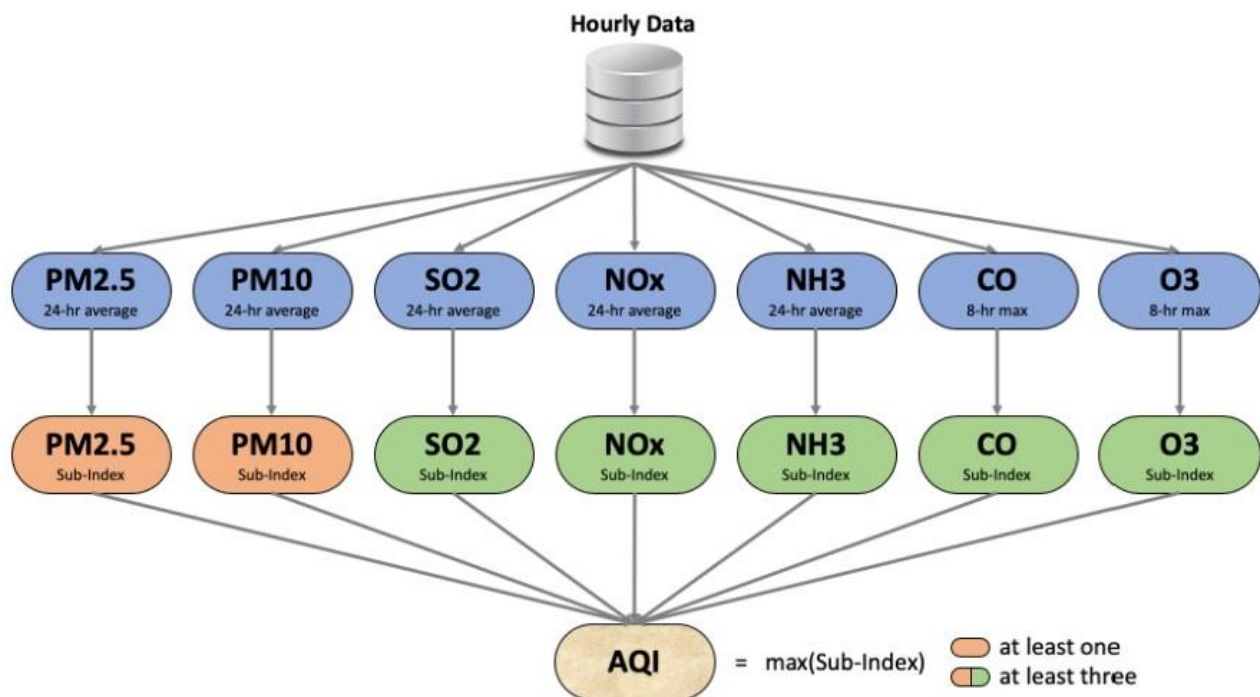 Hourly Data
PM2.5
24-hr average
PM10
24-hr average
SO2
24-hr average
NOx
24-hr average
NH3
24-hr average
CO
8-hr max
O3
8-hr max
PM2.5
Sub-Index
PM10
Sub-Index
SO2
Sub-Index
NOx
Sub-Index
NH3
Sub-Index
CO
Sub-Index
O3
Sub-Index
AQI = max(Sub-Index)
at least one
at least three